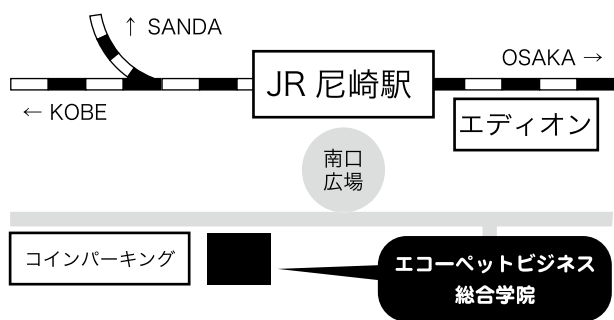 ↑ SANDA
OSAKA →
JR 尼崎駅
← KOBE
エディオン
南口
広場
コインパーキング
エコーペットビジネス
総合学院